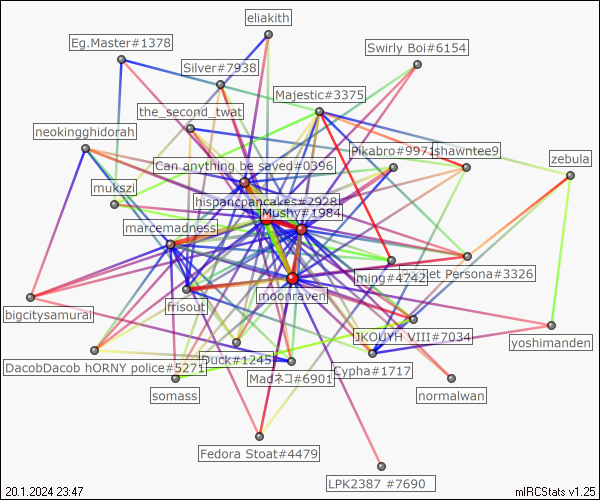 eliakith
Eg.Master#1378
Swirly Boi#6154
Silver#7938
Majestic#3375
the_second_twat
neokingghidorah
Pikabro#9971
shawntee9
zebula
Can anything be saved#0396
mukszi
hispancpancakes#2928
Mushy#1984
marcemadness
Persona#3326
ming#4742
moonraven
frisout
bigcitysamurai
JKOUYH VIII#7034
yoshimanden
Duck#1245
DacobDacob hORNY police#5271
Cypha#1717
Madネコ#6901
somass
normalwan
Fedora Stoat#4479
LPK2387 #7690
20.1.2024 23:47
mIRCStats v1.25